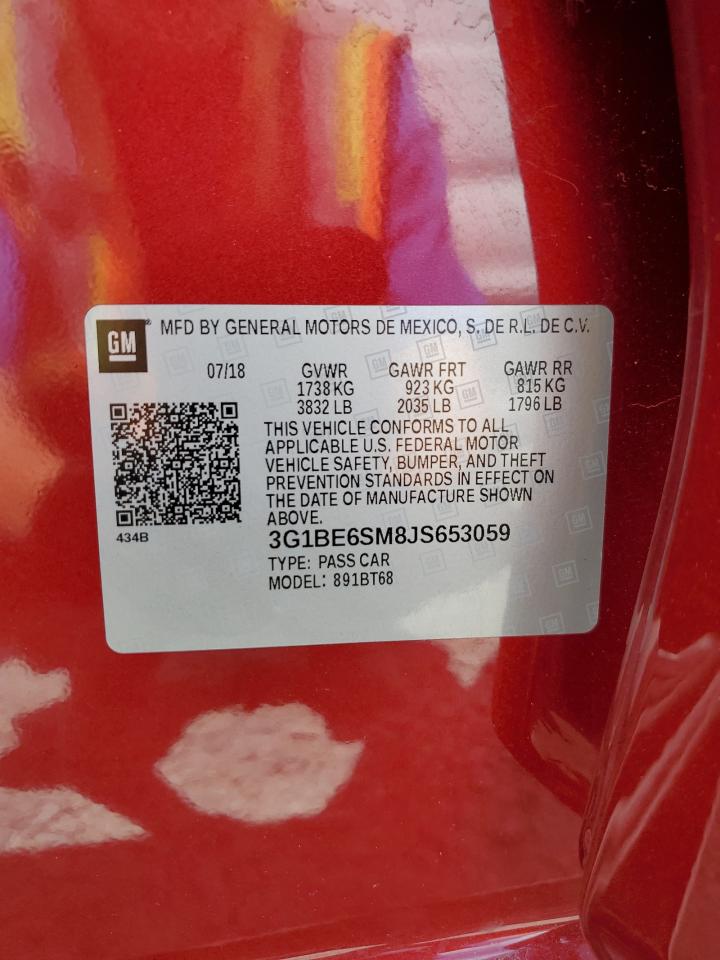 GM
® MFD BY GENERAL MOTORS DE MEXICO, S. DE R.L. DE C.V.
07/18 GVWR GAWR FRT GAWR RR
1738 KG 923 KG 815 KG
3832 LB 2035 LB 1796 LB
THIS VEHICLE CONFORMS TO ALL
APPLICABLE U.S. FEDERAL MOTOR
VEHICLE SAFETY, BUMPER, AND THEFT
PREVENTION STANDARDS IN EFFECT ON
THE DATE OF MANUFACTURE SHOWN
ABOVE.
434B
3G1BE6SM8JS653059
TYPE: PASS CAR
MODEL: 891BT68